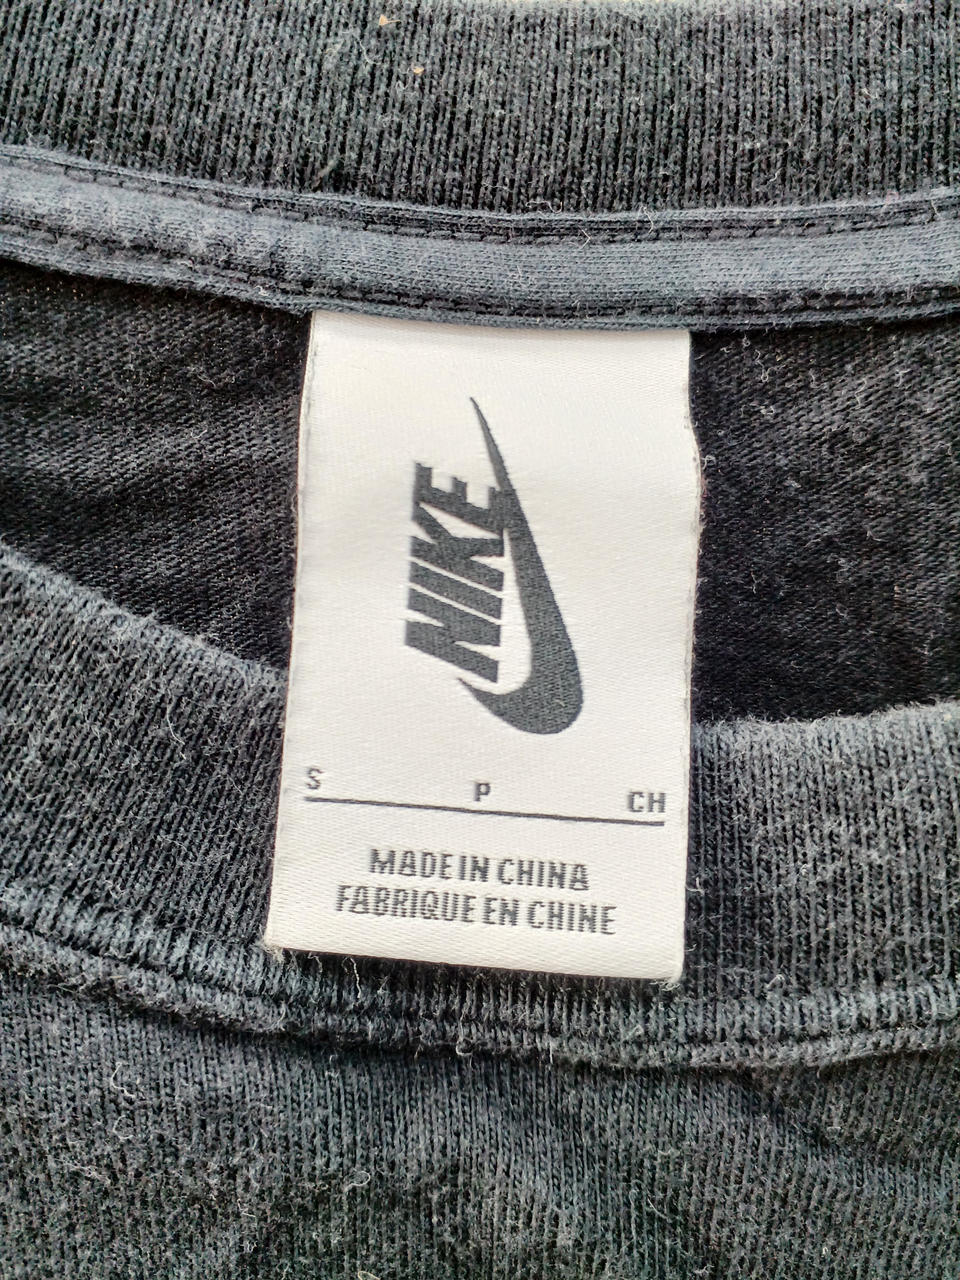 NIKE
S P CH
MADE IN CHINA
FABRIQUE EN CHINE